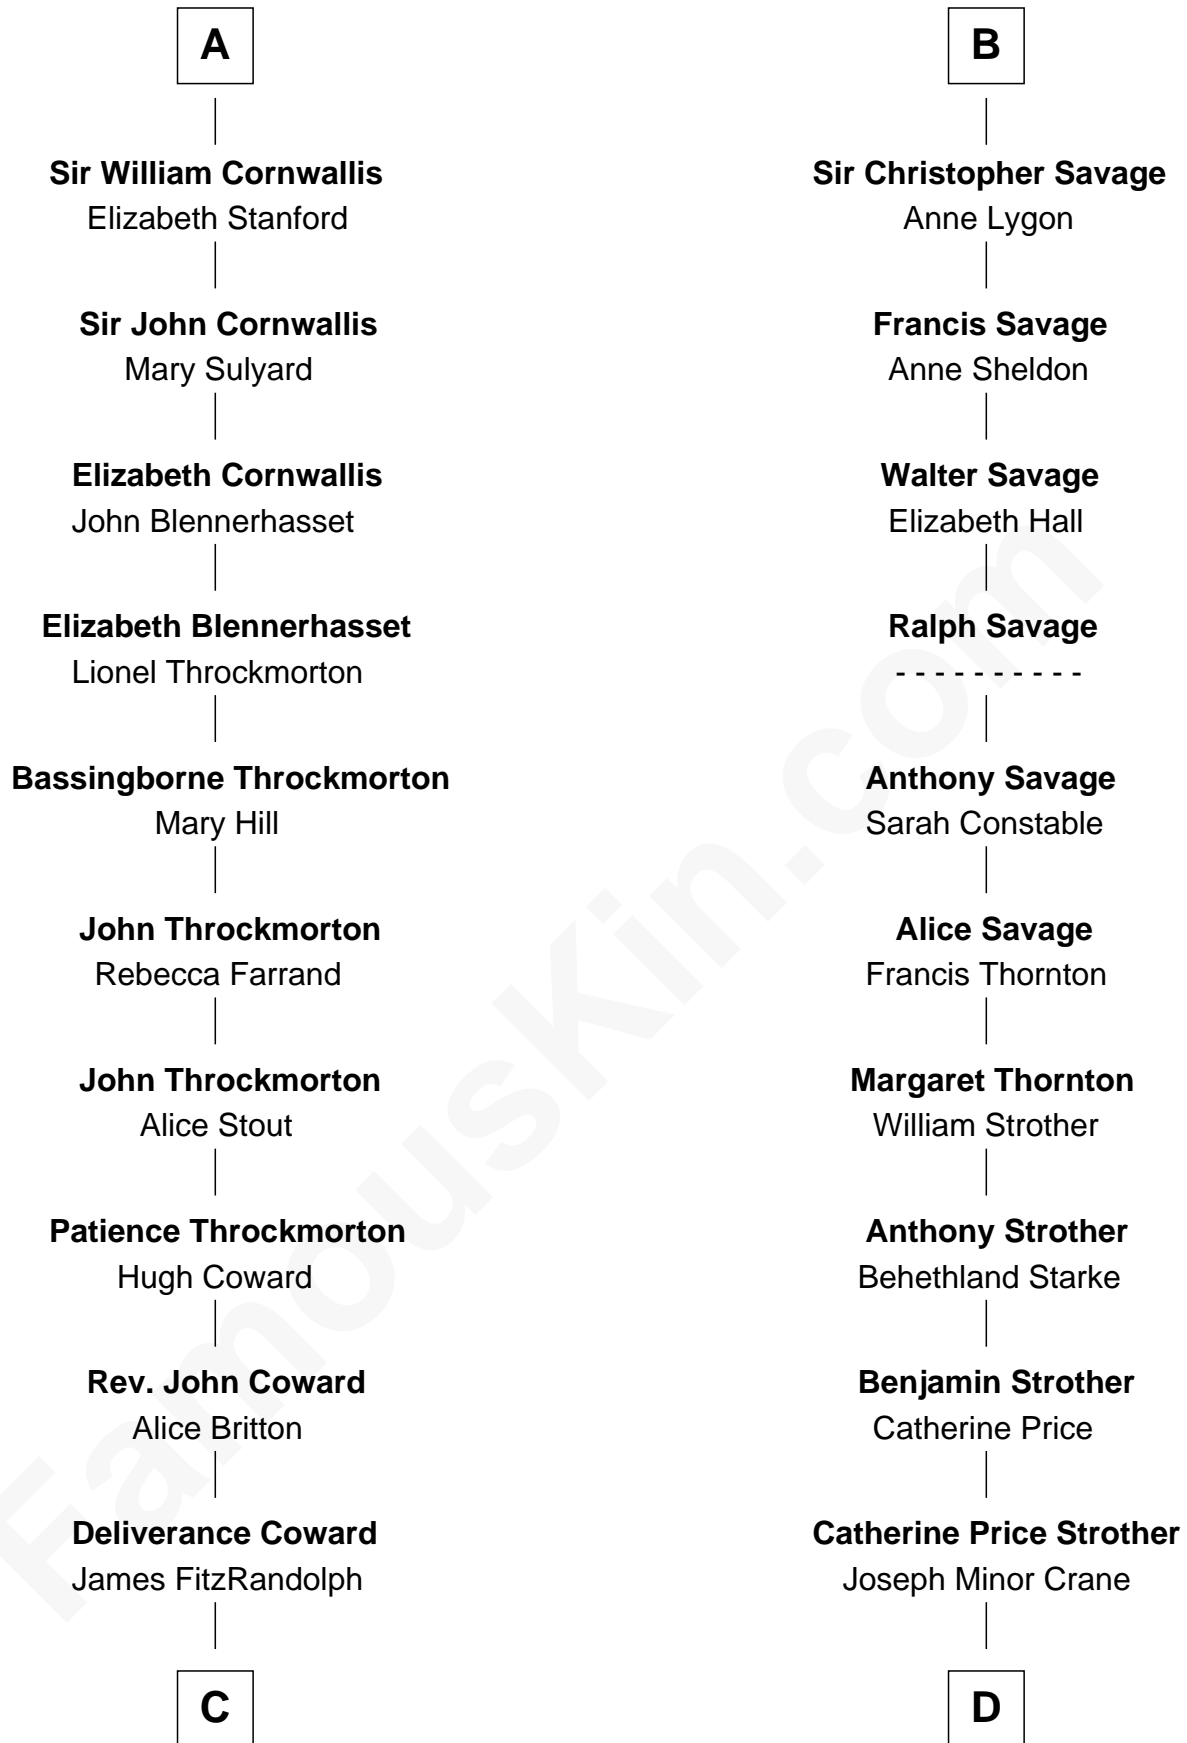 A
Sir William Cornwallis
Elizabeth Stanford
Sir John Cornwallis
Mary Sulyard
Elizabeth Cornwallis
John Blennerhasset
Elizabeth Blennerhasset
Lionel Throckmorton
Bassingborne Throckmorton
Mary Hill
John Throckmorton
Rebecca Farrand
John Throckmorton
Alice Stout
Patience Throckmorton
Hugh Coward
Rev. John Coward
Alice Britton
Deliverance Coward
James FitzRandolph
C
B
Sir Christopher Savage
Anne Lygon
Francis Savage
Anne Sheldon
Walter Savage
Elizabeth Hall
Ralph Savage
- - - - - - - - - -
Anthony Savage
Sarah Constable
Alice Savage
Francis Thornton
Margaret Thornton
William Strother
Anthony Strother
Behethland Starke
Benjamin Strother
Catherine Price
Catherine Price Strother
Joseph Minor Crane
D
FamousKin.com